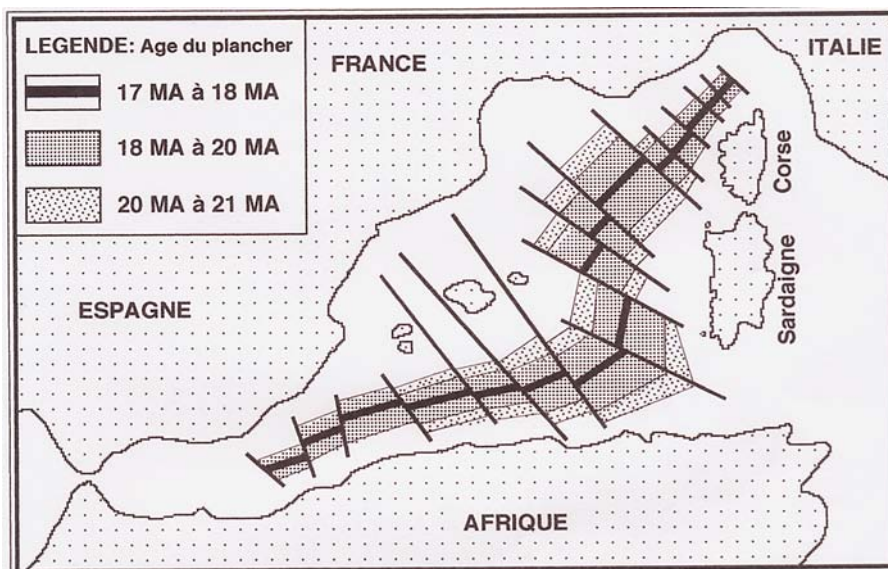 LEGENDE: Age du plancher
17 MA à 18 MA
18 MA à 20 MA
20 MA à 21 MA
FRANCE
ITALIE
Corse
Sardaigne
ESPAGNE
AFRIQUE